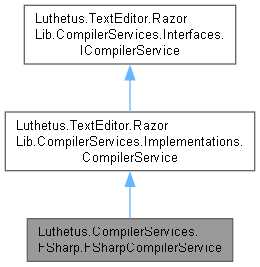 Luthetus.TextEditor.Razor
Lib.CompilerServices.Interfaces.
ICompilerService
Luthetus.TextEditor.Razor
Lib.CompilerServices.Implementations.
CompilerService
Luthetus.CompilerServices.
FSharp.FSharpCompilerService